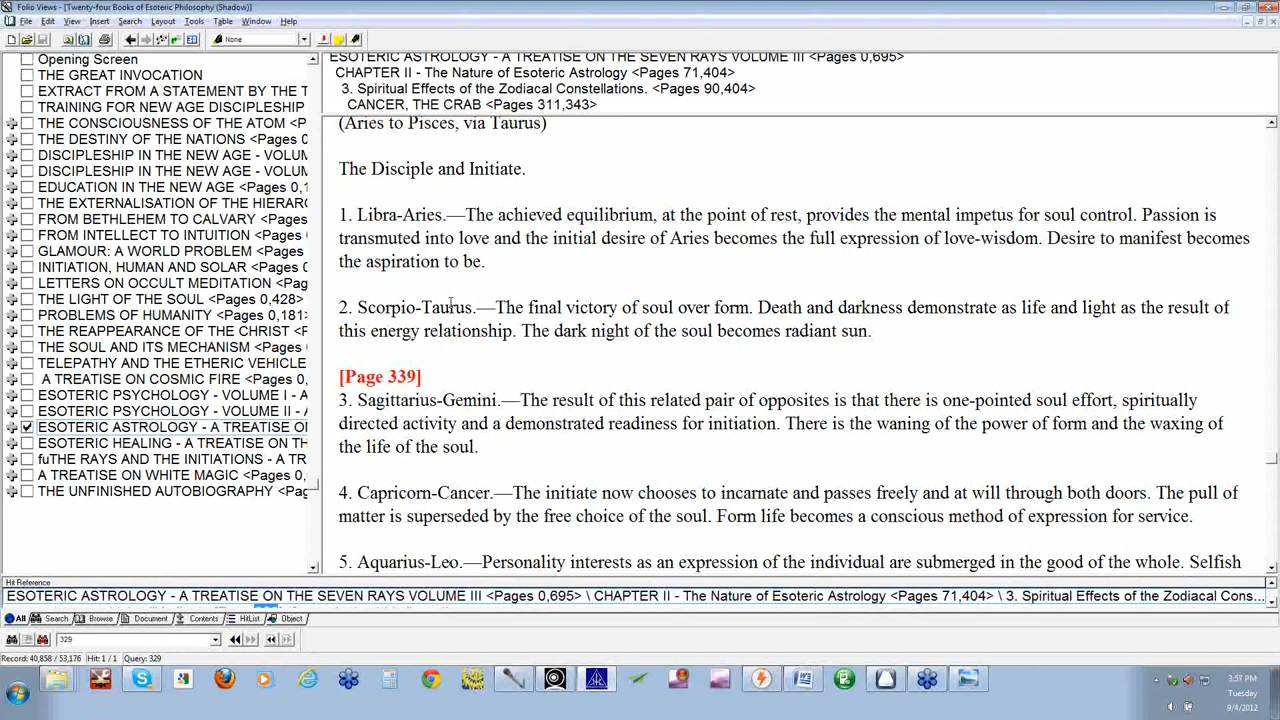 Folio Views - [Twenty-four Books of Esoteric Philosophy (Shadow)]
File Edit View Insert Search Layout Tools Table Window Help
None
Opening Screen
THE GREAT INVOCATION
EXTRACT FROM A STATEMENT BY THE T
TRAINING FOR NEW AGE DISCIPLESHIP
THE CONSCIOUSNESS OF THE ATOM <P
THE DESTINY OF THE NATIONS <Pages 0,
DISCIPLESHIP IN THE NEW AGE - VOLUM
DISCIPLESHIP IN THE NEW AGE - VOLUM
EDUCATION IN THE NEW AGE <Pages 0,1
THE EXTERNALISATION OF THE HIERAR
FROM BETHLEHEM TO CALVARY <Pages
FROM INTELLECT TO INTUITION <Pages
GLAMOUR: A WORLD PROBLEM <Pages
INITIATION, HUMAN AND SOLAR <Pages 0
LETTERS ON OCCULT MEDITATION <Pag
THE LIGHT OF THE SOUL <Pages 0,428>
PROBLEMS OF HUMANITY <Pages 0,181>
THE REAPPEARANCE OF THE CHRIST <
THE SOUL AND ITS MECHANISM <Pages
TELEPATHY AND THE ETHERIC VEHICLE
A TREATISE ON COSMIC FIRE <Pages 0,
ESOTERIC PSYCHOLOGY - VOLUME I - A
ESOTERIC PSYCHOLOGY - VOLUME II - A
ESOTERIC ASTROLOGY - A TREATISE ON
ESOTERIC HEALING - A TREATISE ON TH
fuTHE RAYS AND THE INITIATIONS - A TR
A TREATISE ON WHITE MAGIC <Pages 0,
THE UNFINISHED AUTOBIOGRAPHY <Pag
ESOTERIC ASTROLOGY - A TREATISE ON THE SEVEN RAYS VOLUME III <Pages 0,695>
CHAPTER II - The Nature of Esoteric Astrology <Pages 71,404>
3. Spiritual Effects of the Zodiacal Constellations. <Pages 90,404>
CANCER, THE CRAB <Pages 311,343>
(Aries to Pisces, via Taurus)
The Disciple and Initiate.
1. Libra-Aries.—The achieved equilibrium, at the point of rest, provides the mental impetus for soul control. Passion is
transmuted into love and the initial desire of Aries becomes the full expression of love-wisdom. Desire to manifest becomes
the aspiration to be.
2. Scorpio-Taurus.—The final victory of soul over form. Death and darkness demonstrate as life and light as the result of
this energy relationship. The dark night of the soul becomes radiant sun.
[Page 339]
3. Sagittarius-Gemini.—The result of this related pair of opposites is that there is one-pointed soul effort, spiritually
directed activity and a demonstrated readiness for initiation. There is the waning of the power of form and the waxing of
the life of the soul.
4. Capricorn-Cancer.—The initiate now chooses to incarnate and passes freely and at will through both doors. The pull of
matter is superseded by the free choice of the soul. Form life becomes a conscious method of expression for service.
5. Aquarius-Leo.—Personality interests as an expression of the individual are submerged in the good of the whole. Selfish
Hit Reference
ESOTERIC ASTROLOGY - A TREATISE ON THE SEVEN RAYS VOLUME III <Pages 0,695> \ CHAPTER II - The Nature of Esoteric Astrology <Pages 71,404> \ 3. Spiritual Effects of the Zodiacal Cons...
All Search Browse Document Contents HitList Object
329
Record: 40,858 / 53,176 Hit: 1 / 1 Query: 329
3:57 PM
Tuesday
9/4/2012